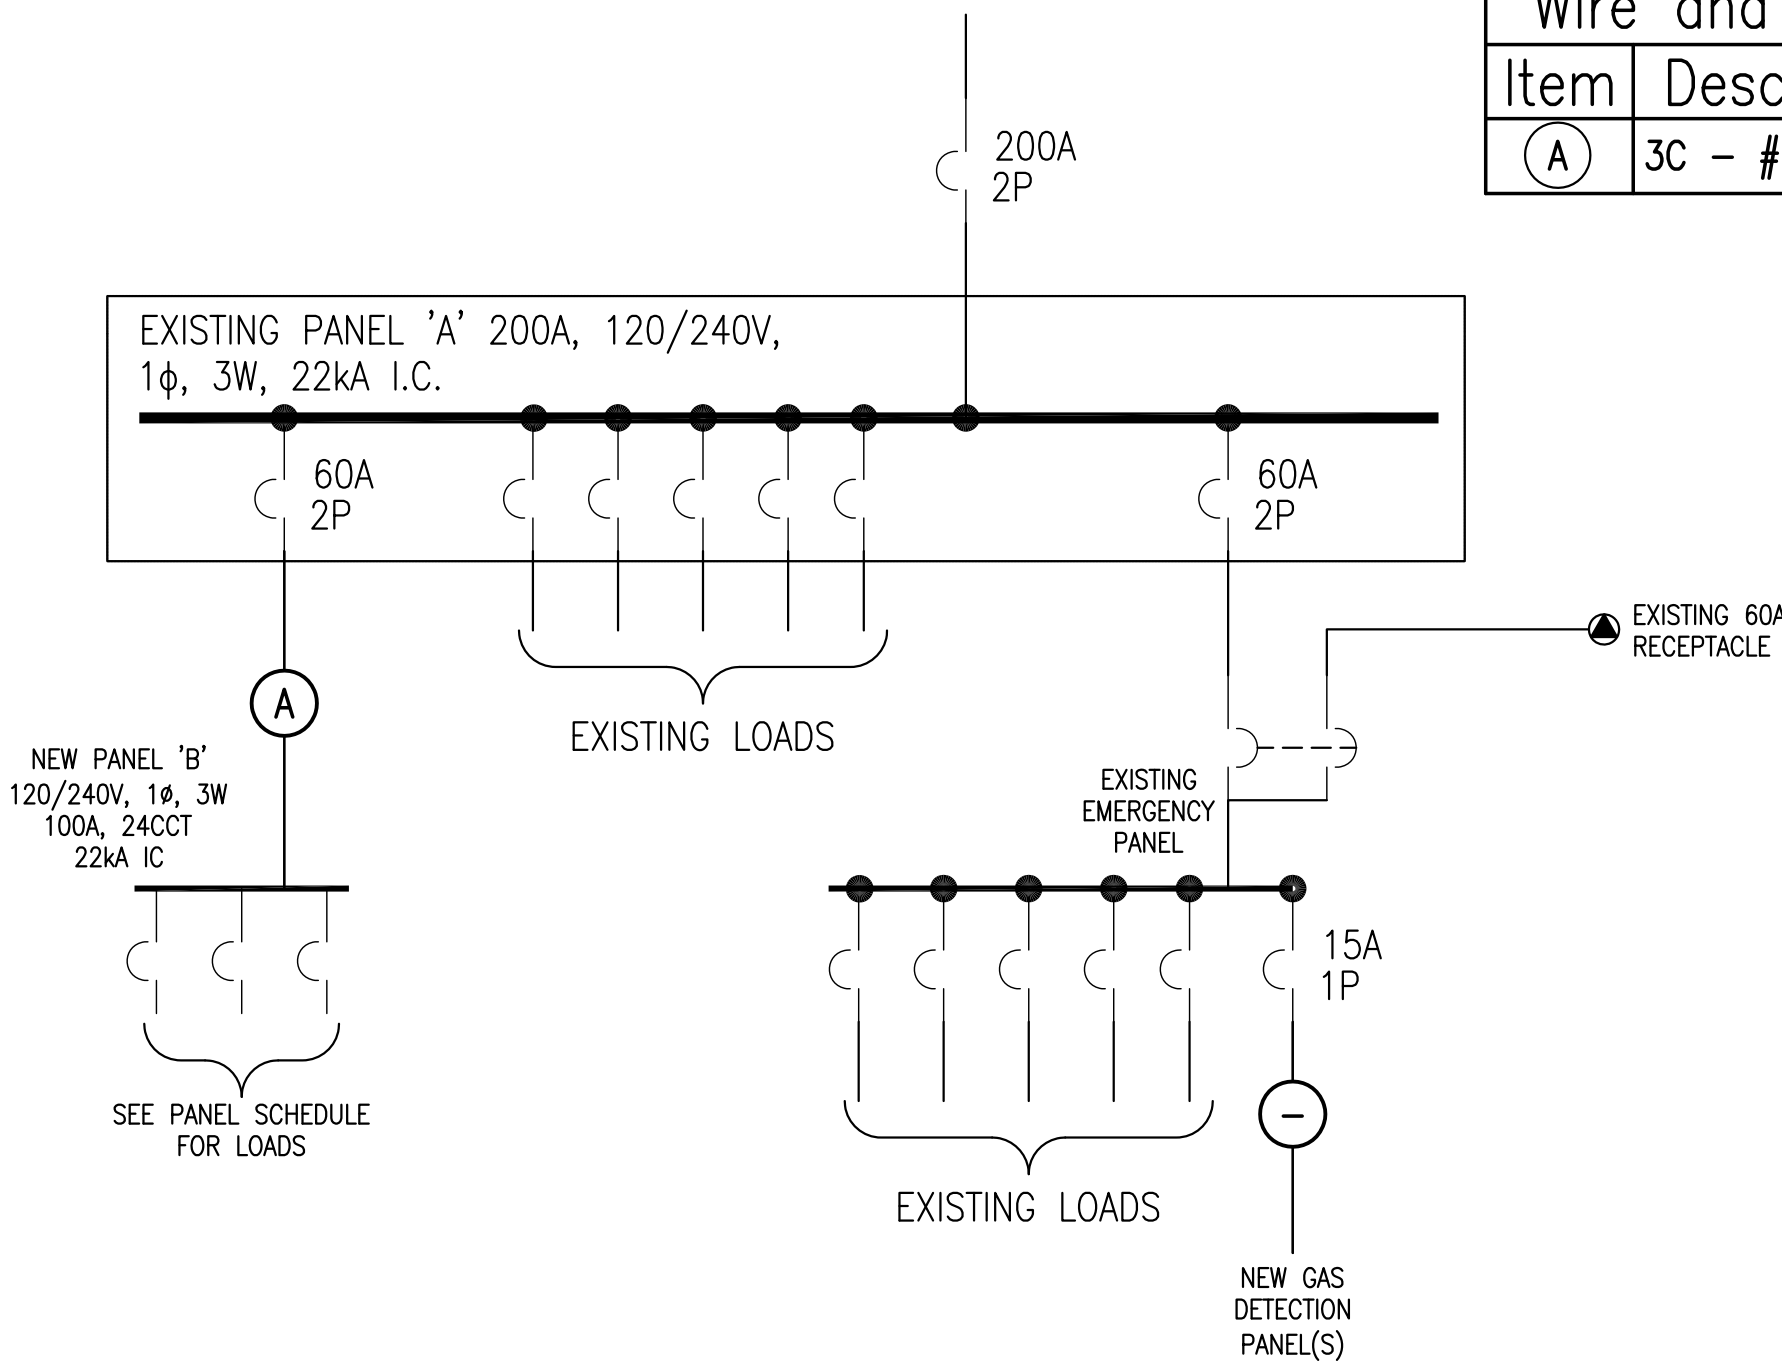 Wire and
Item Desc
A 3C - #
200A
2P
EXISTING PANEL 'A' 200A, 120/240V,
1ϕ, 3W, 22kA I.C.
60A
2P
60A
2P
EXISTING 60A
RECEPTACLE
A
EXISTING LOADS
NEW PANEL 'B'
120/240V, 1ø, 3W
100A, 24CCT
22kA IC
EXISTING
EMERGENCY
PANEL
15A
1P
SEE PANEL SCHEDULE
FOR LOADS
-
EXISTING LOADS
NEW GAS
DETECTION
PANEL(S)